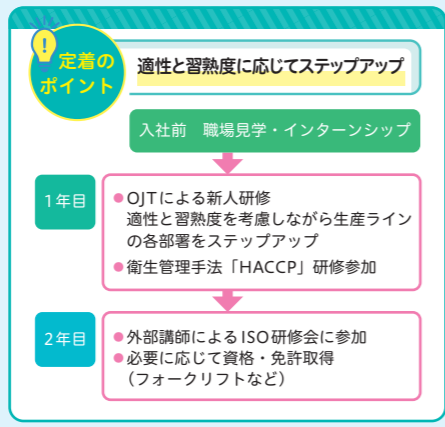 !
定着の
ポイント
適性と習熟度に応じてステップアップ
入社前　職場見学・インターンシップ
1年目
●OJTによる新人研修
適性と習熟度を考慮しながら生産ライン
の各部署をステップアップ
●衛生管理手法「HACCP」研修参加
2年目
●外部講師によるISO研修会に参加
●必要に応じて資格・免許取得
（フォークリフトなど）